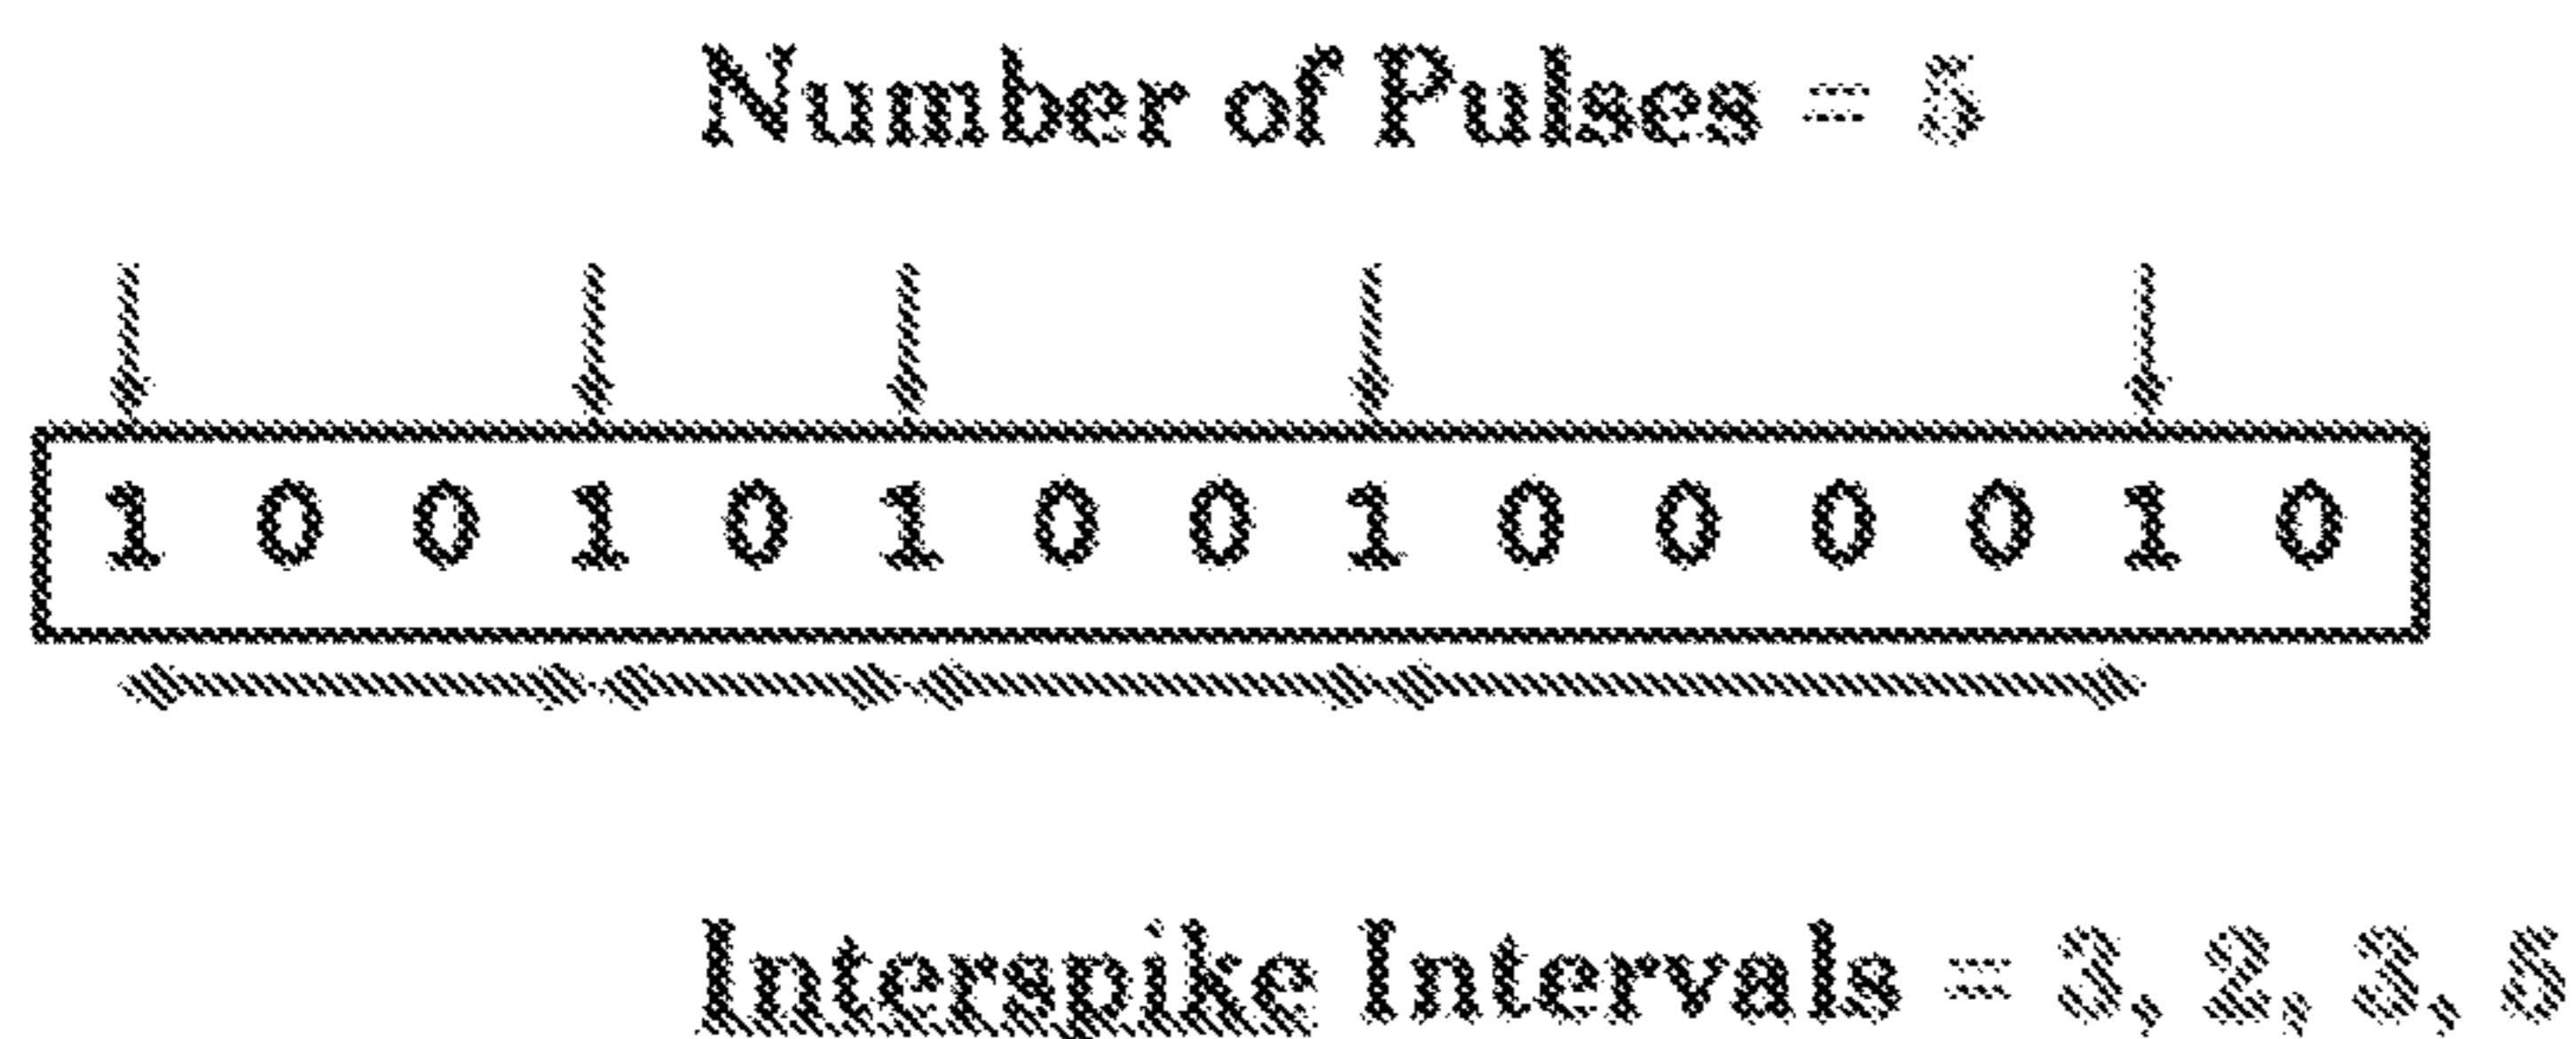 Number of Pulses = 5
1 0 0 1 0 1 0 0 1 0 0 0 0 1 0
Interspike Intervals = 3, 2, 3, 5